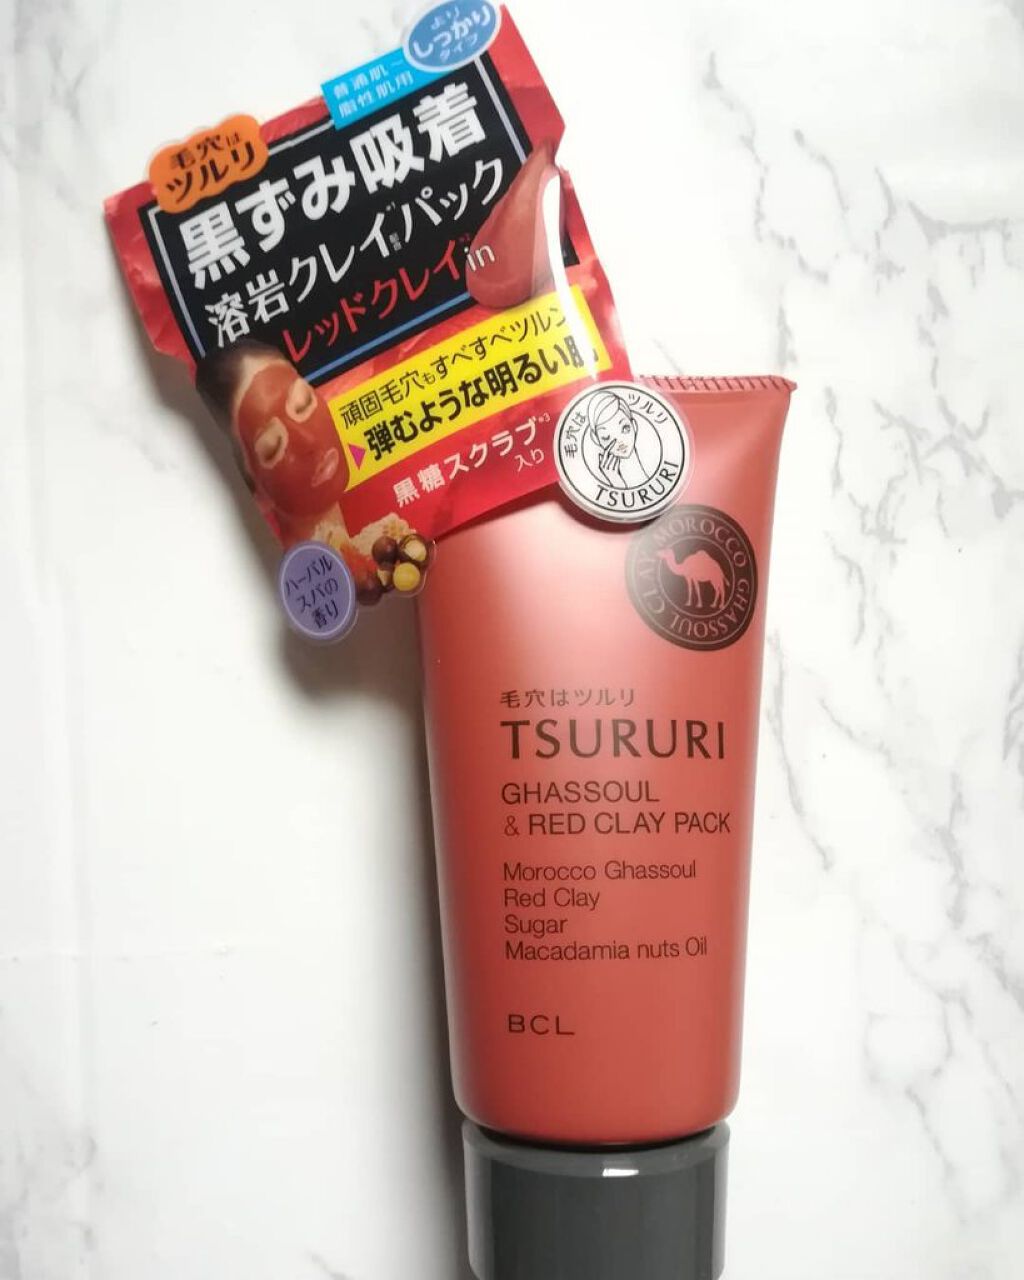 より
しっかり
タイプ
普通肌～
脂性肌用
毛穴は
ツルリ
黒ずみ吸着
溶岩クレイ※1配合パック
レッドクレイ※2in
頑固毛穴もすべすべツルン
弾むような明るい肌
黒糖スクラブ※3
入り
ハーバル
スパの
香り
毛穴は ツルリ
TSURURI
MOROCCO GHASSOUL CLAY
毛穴はツルリ
TSURURI
GHASSOUL
& RED CLAY PACK
Morocco Ghassoul
Red Clay
Sugar
Macadamia nuts Oil
BCL